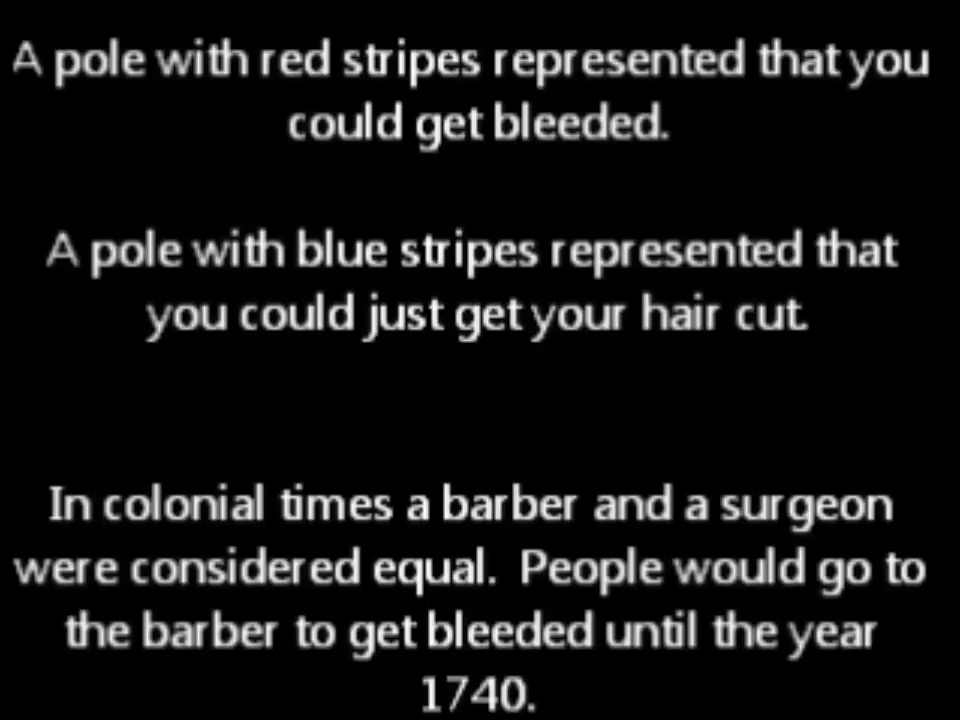 A pole with red stripes represented that you
could get bleeded.
A pole with blue stripes represented that
you could just get your hair cut.
In colonial times a barber and a surgeon
were considered equal. People would go to
the barber to get bleeded until the year
1740.